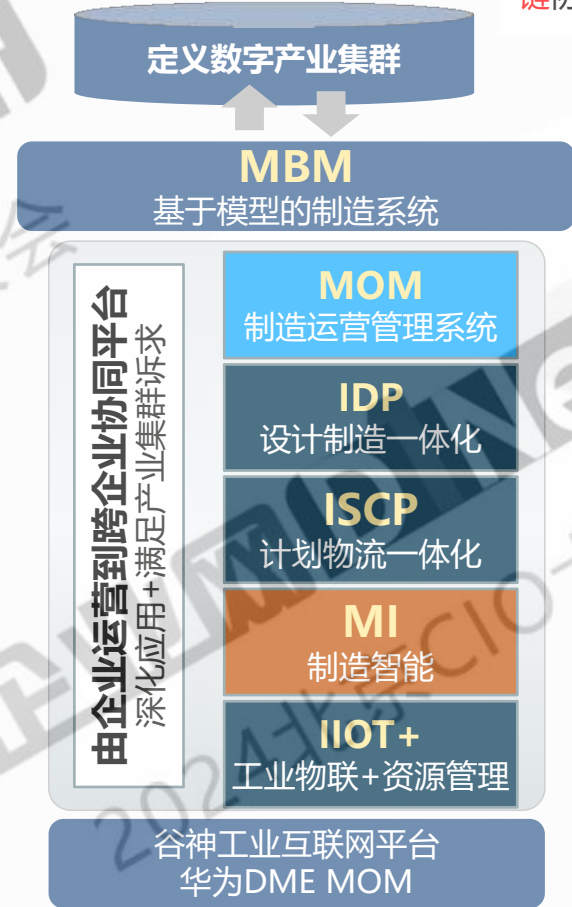 定义数字产业集群
MBM
基于模型的制造系统
由企业运营到跨企业协同平台
深化应用+满足产业集群诉求
MOM
制造运营管理系统
IDP
设计制造一体化
ISCP
计划物流一体化
MI
制造智能
IIOT+
工业物联+资源管理
谷神工业互联网平台
华为DME MOM